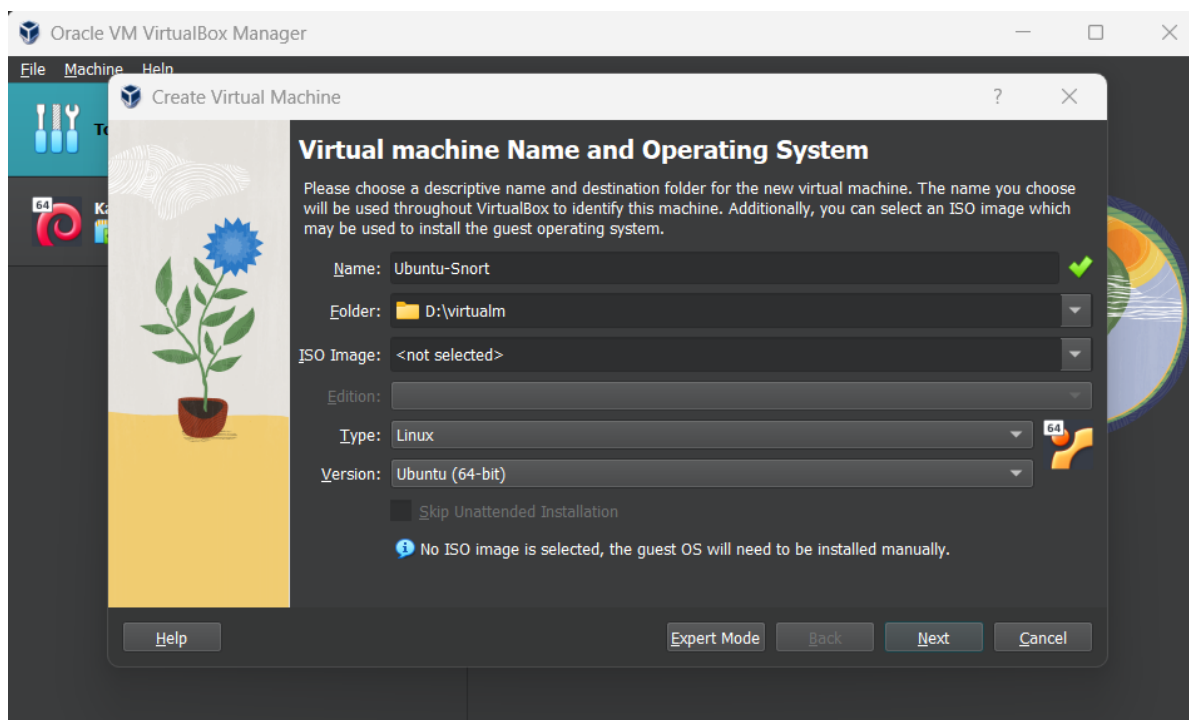 Oracle VM VirtualBox Manager
File Machine Help
Create Virtual Machine ?
Virtual machine Name and Operating System
Please choose a descriptive name and destination folder for the new virtual machine. The name you choose
will be used throughout VirtualBox to identify this machine. Additionally, you can select an ISO image which
may be used to install the guest operating system.
64
Name: Ubuntu-Snort
Folder: D:\virtualm
ISO Image: <not selected>
Edition:
Type: Linux
64
Version: Ubuntu (64-bit)
Skip Unattended Installation
No ISO image is selected, the guest OS will need to be installed manually.
Help Expert Mode Back Next Cancel